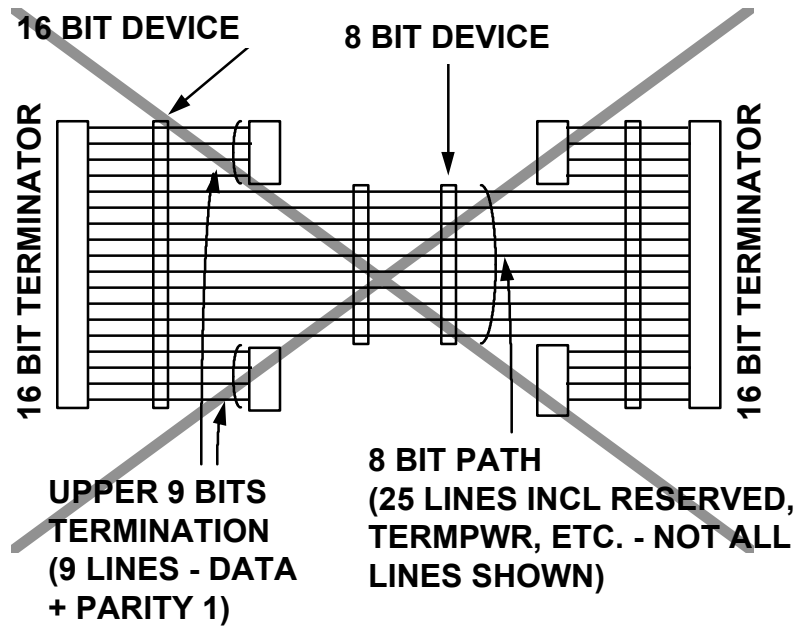 16 BIT DEVICE
8 BIT DEVICE
16 BIT TERMINATOR
16 BIT TERMINATOR
UPPER 9 BITS
TERMINATION
(9 LINES - DATA
+ PARITY 1)
8 BIT PATH
(25 LINES INCL RESERVED,
TERMPWR, ETC. - NOT ALL
LINES SHOWN)